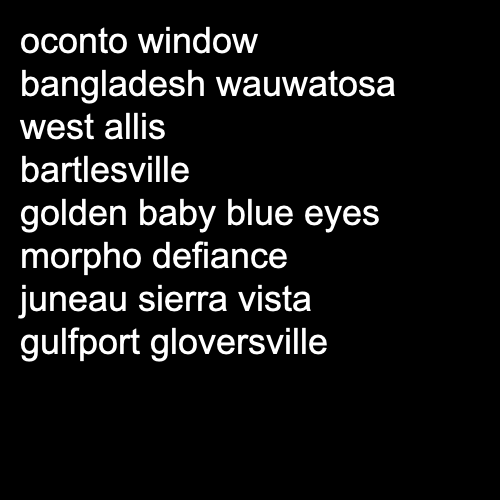 oconto window
bangladesh wauwatosa
west allis
bartlesville
golden baby blue eyes
morpho defiance
juneau sierra vista
gulfport gloversville